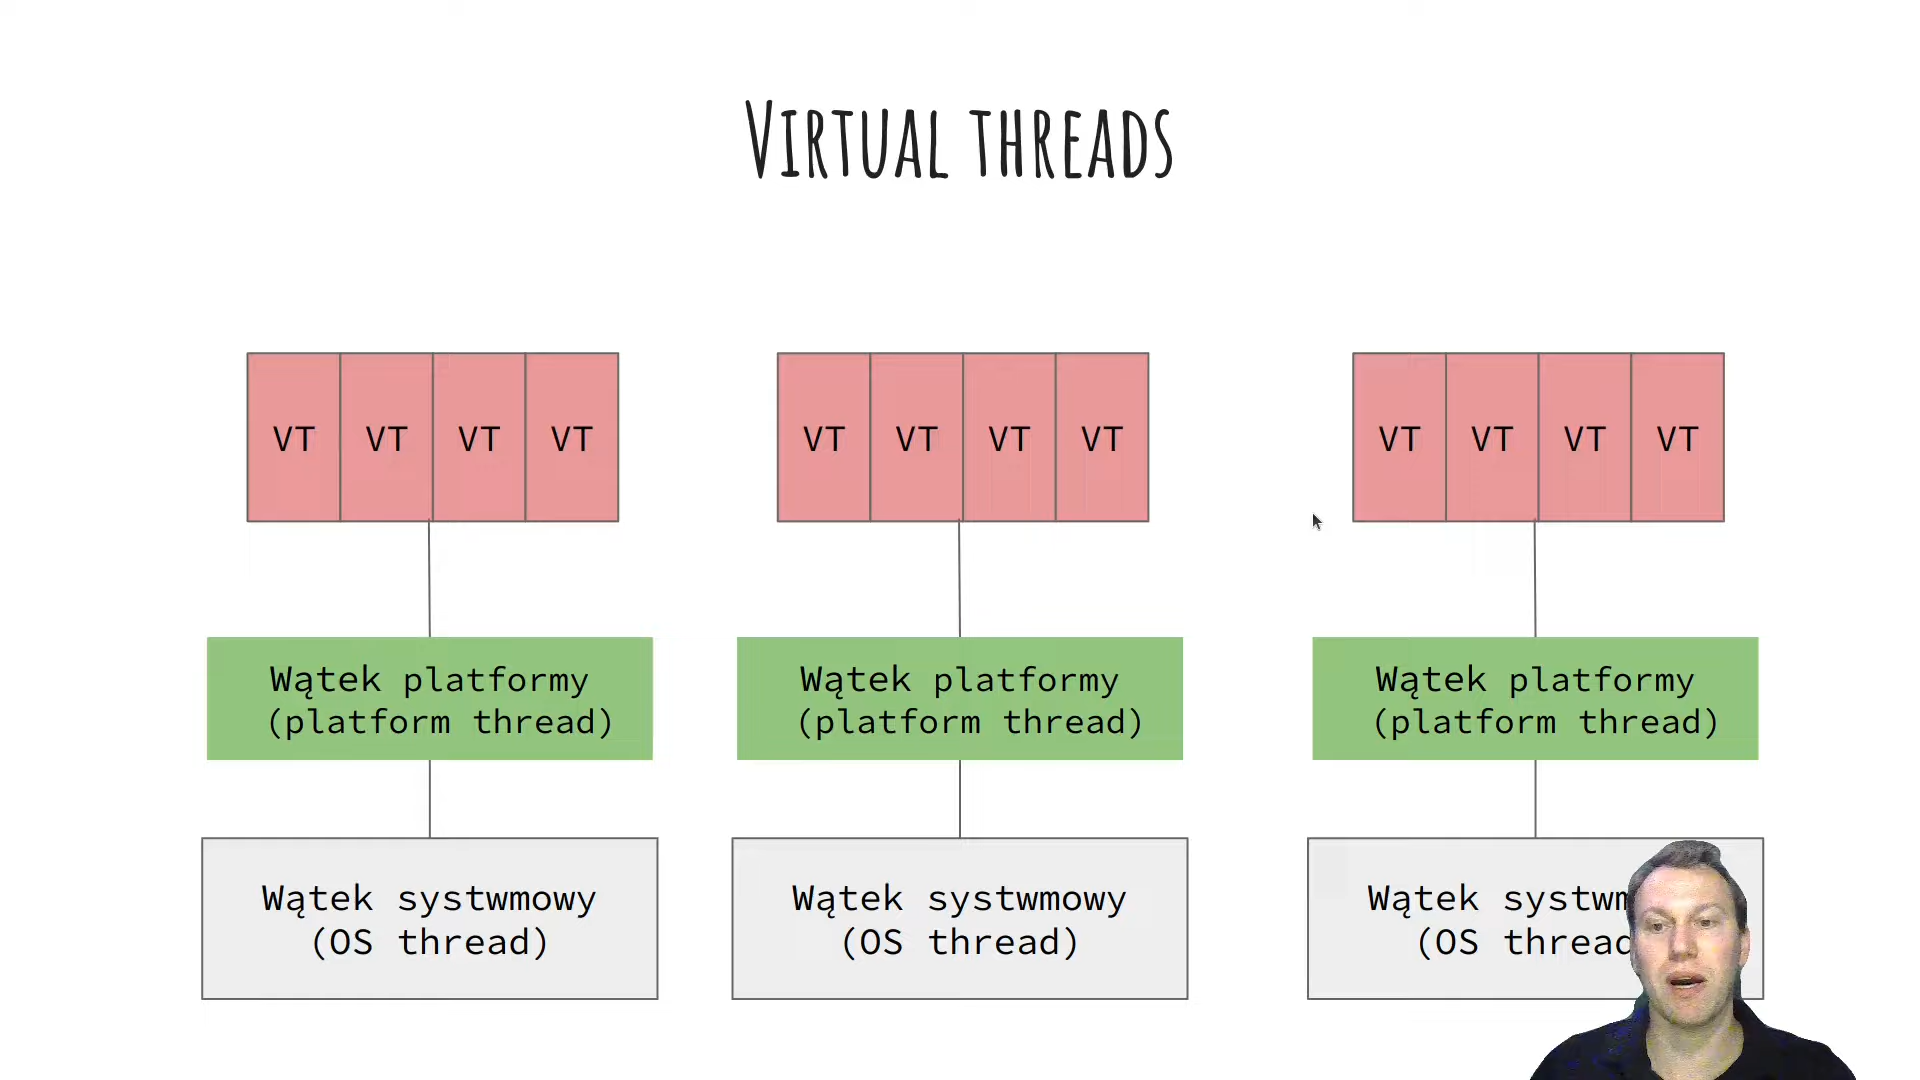 Virtual threads
VT VT VT VT
VT VT VT VT
VT VT VT VT
Wątek platformy
(platform thread)
Wątek platformy
(platform thread)
Wątek platformy
(platform thread)
Wątek systwmowy
(OS thread)
Wątek systwmowy
(OS thread)
Wątek
(OS